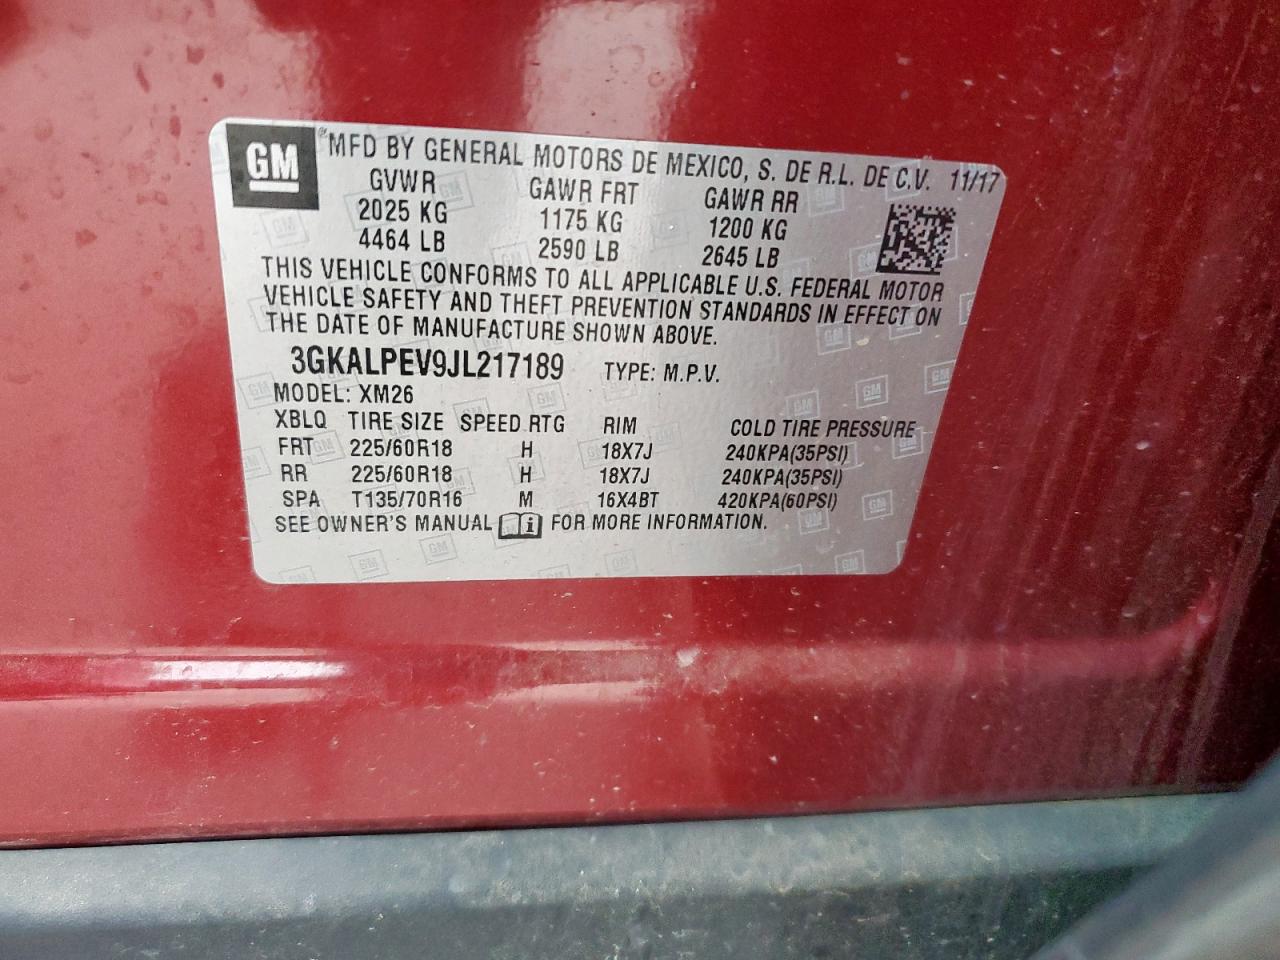 GM ® MFD BY GENERAL MOTORS DE MEXICO, S. DE R.L. DE C.V. 11/17
GVWR GAWR FRT GAWR RR
2025 KG 1175 KG 1200 KG
4464 LB 2590 LB 2645 LB
THIS VEHICLE CONFORMS TO ALL APPLICABLE U.S. FEDERAL MOTOR
VEHICLE SAFETY AND THEFT PREVENTION STANDARDS IN EFFECT ON
THE DATE OF MANUFACTURE SHOWN ABOVE.
3GKALPEV9JL217189 TYPE: M.P.V.
MODEL: XM26
XBLQ TIRE SIZE SPEED RTG RIM COLD TIRE PRESSURE
FRT 225/60R18 H 18X7J 240KPA(35PSI)
RR 225/60R18 H 18X7J 240KPA(35PSI)
SPA T135/70R16 M 16X4BT 420KPA(60PSI)
SEE OWNER'S MANUAL i FOR MORE INFORMATION.